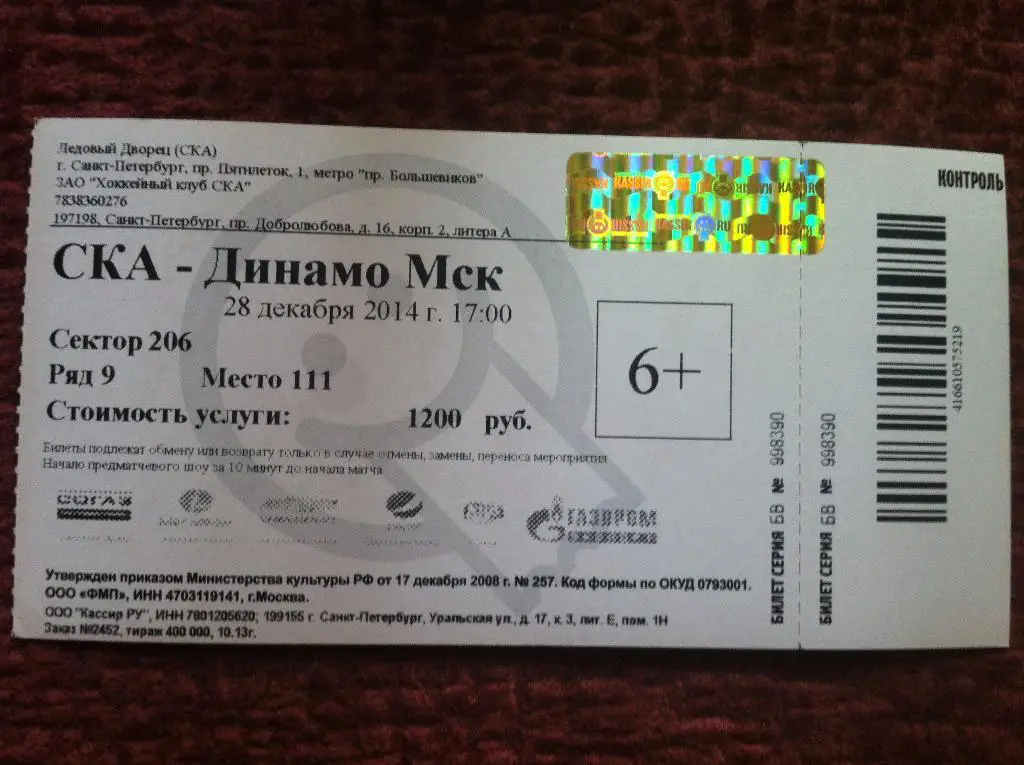 Ледовый Дворец (СКА)
г. Санкт-Петербург, пр. Пятилеток, 1, метро "пр. Большевиков"
ЗАО "Хоккейный клуб СКА"
7838360276
197198, Санкт-Петербург, пр. Добролюбова, д. 16, корп. 2, литера А
СКА - Динамо Мск
28 декабря 2014 г. 17:00
Сектор 206
Ряд 9 Место 111
Стоимость услуги: 1200 руб.
6+
Билеты подлежат обмену или возврату только в случае отмены, замены, переноса мероприятия
Начало предматчевого шоу за 10 минут до начала матча
СОГАЗ
ГАЗПРОМ
Утвержден приказом Министерства культуры РФ от 17 декабря 2008 г. № 257. Код формы по ОКУД 0793001.
ООО «ФМП», ИНН 4703119141, г.Москва.
ООО "Кассир РУ", ИНН 7801205620; 199155 г. Санкт-Петербург, Уральская ул., д. 17, к. 3, лит. Е, пом. 1Н
Заказ №2452, тираж 400 000, 10.13г.
БИЛЕТ СЕРИЯ БВ № 998390
БИЛЕТ СЕРИЯ БВ № 998390
КОНТРОЛЬ
416610575219